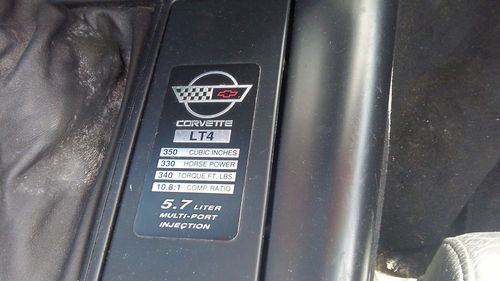 CORVETTE
LT4
350 CUBIC INCHES
330 HORSE POWER
340 TORQUE FT. LBS.
10.8:1 COMP. RATIO
5.7 LITER
MULTI-PORT
INJECTION